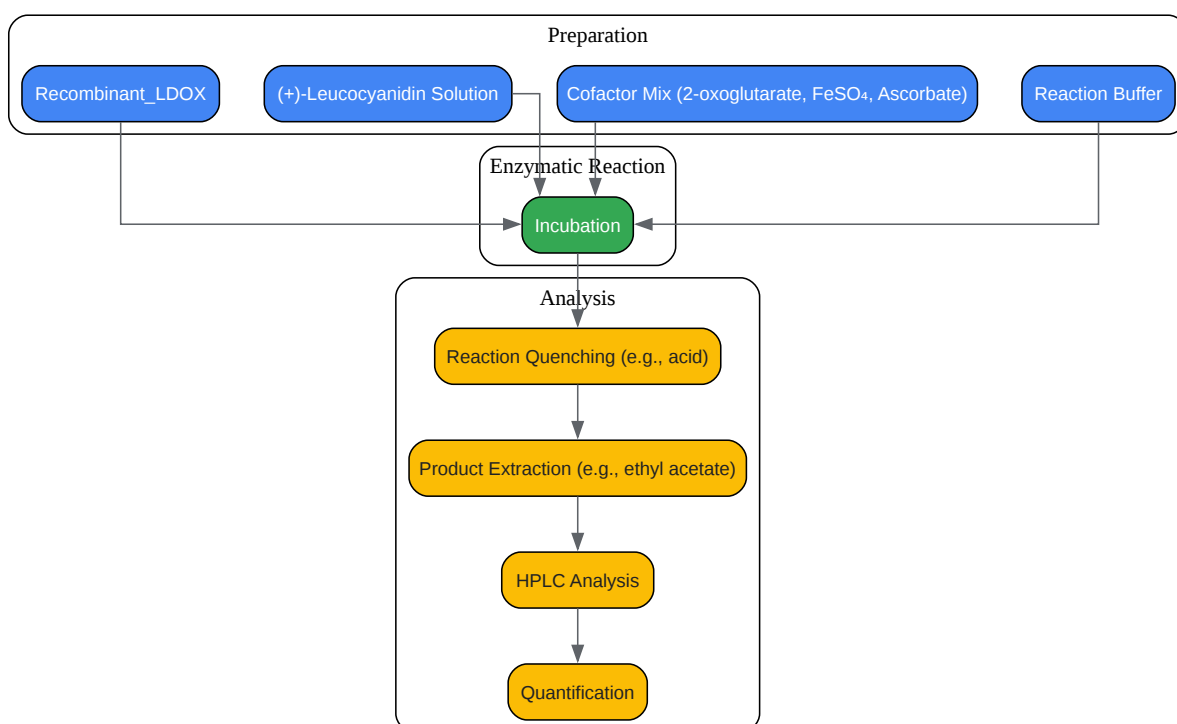 Preparation
Recombinant_LDOX
(+)-Leucocyanidin Solution
Cofactor Mix (2-oxoglutarate, FeSO₄, Ascorbate)
Reaction Buffer
Enzymatic Reaction
Incubation
Analysis
Reaction Quenching (e.g., acid)
Product Extraction (e.g., ethyl acetate)
HPLC Analysis
Quantification